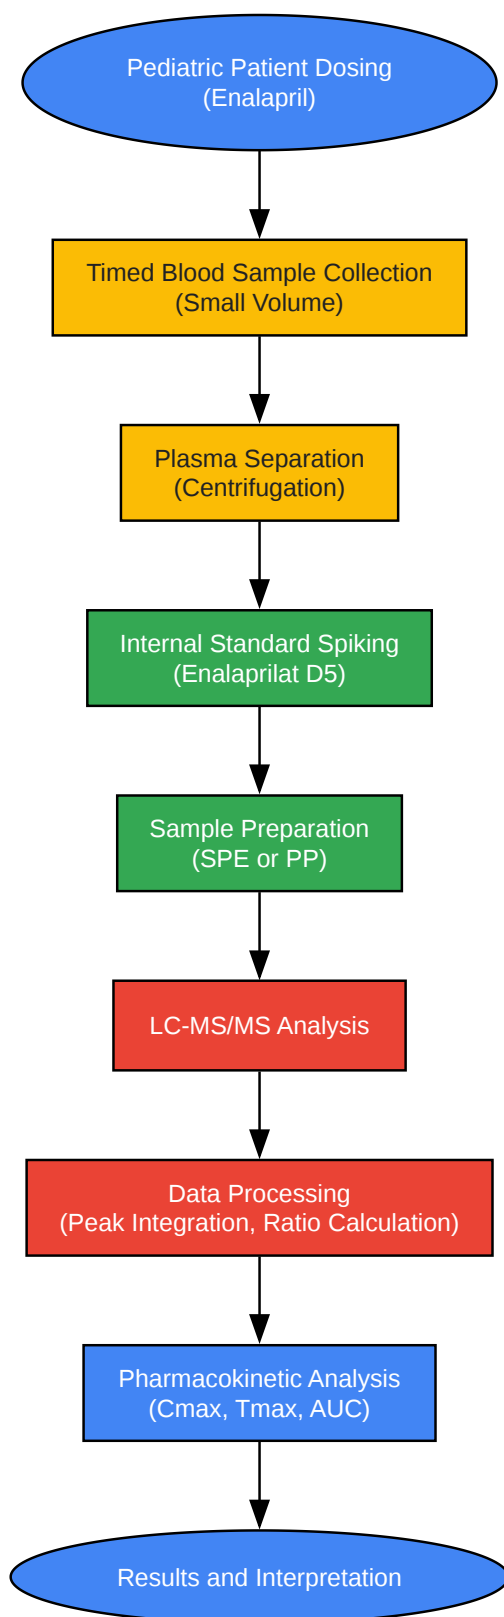 Pediatric Patient Dosing
(Enalapril)
Timed Blood Sample Collection
(Small Volume)
Plasma Separation
(Centrifugation)
Internal Standard Spiking
(Enalaprilat D5)
Sample Preparation
(SPE or PP)
LC-MS/MS Analysis
Data Processing
(Peak Integration, Ratio Calculation)
Pharmacokinetic Analysis
(Cmax, Tmax, AUC)
Results and Interpretation